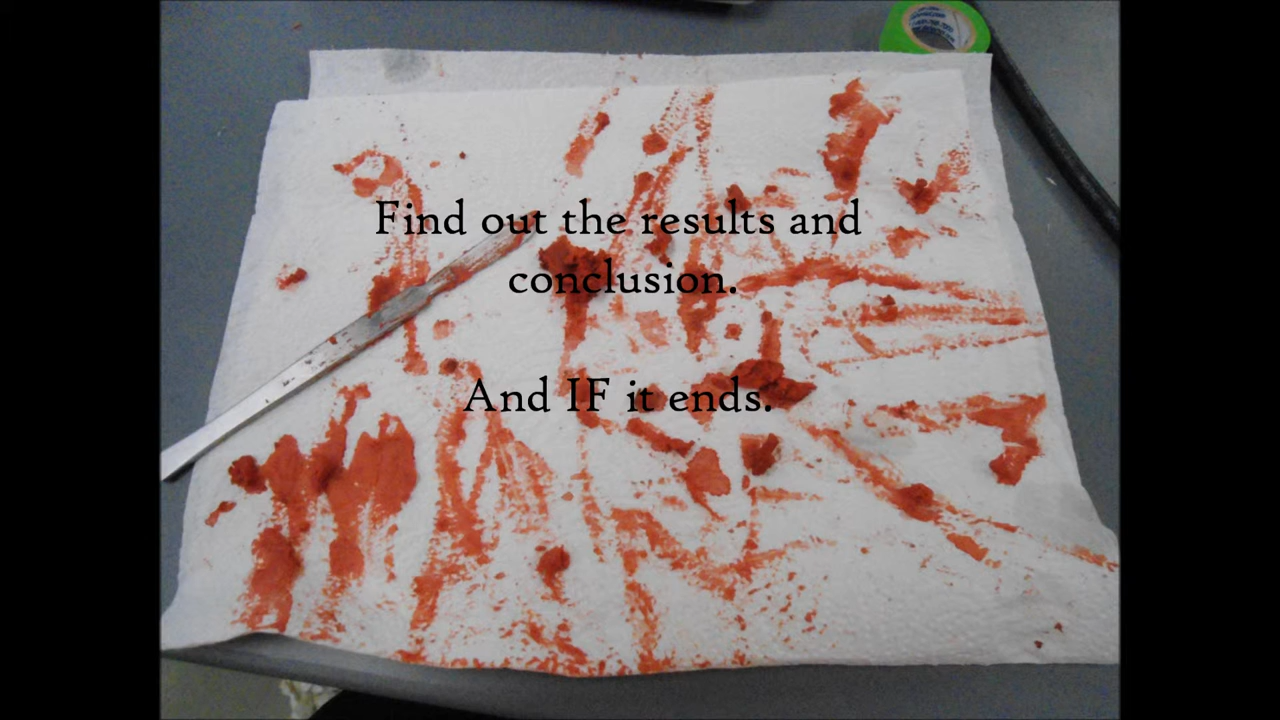 Find out the results and
conclusion.
And IF it ends.